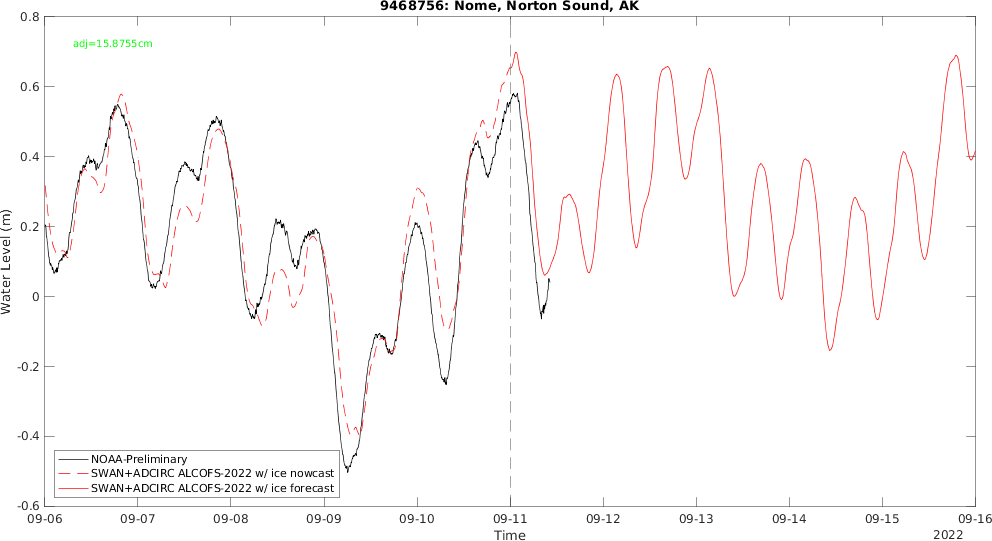 9468756: Nome, Norton Sound, AK
adj=15.8755cm
Water Level (m)
0.8
0.6
0.4
0.2
0
-0.2
-0.4
-0.6
NOAA-Preliminary
SWAN+ADCIRC ALCOFS-2022 w/ ice nowcast
SWAN+ADCIRC ALCOFS-2022 w/ ice forecast
09-06 09-07 09-08 09-09 09-10 09-11 09-12 09-13 09-14 09-15 09-16
Time
2022